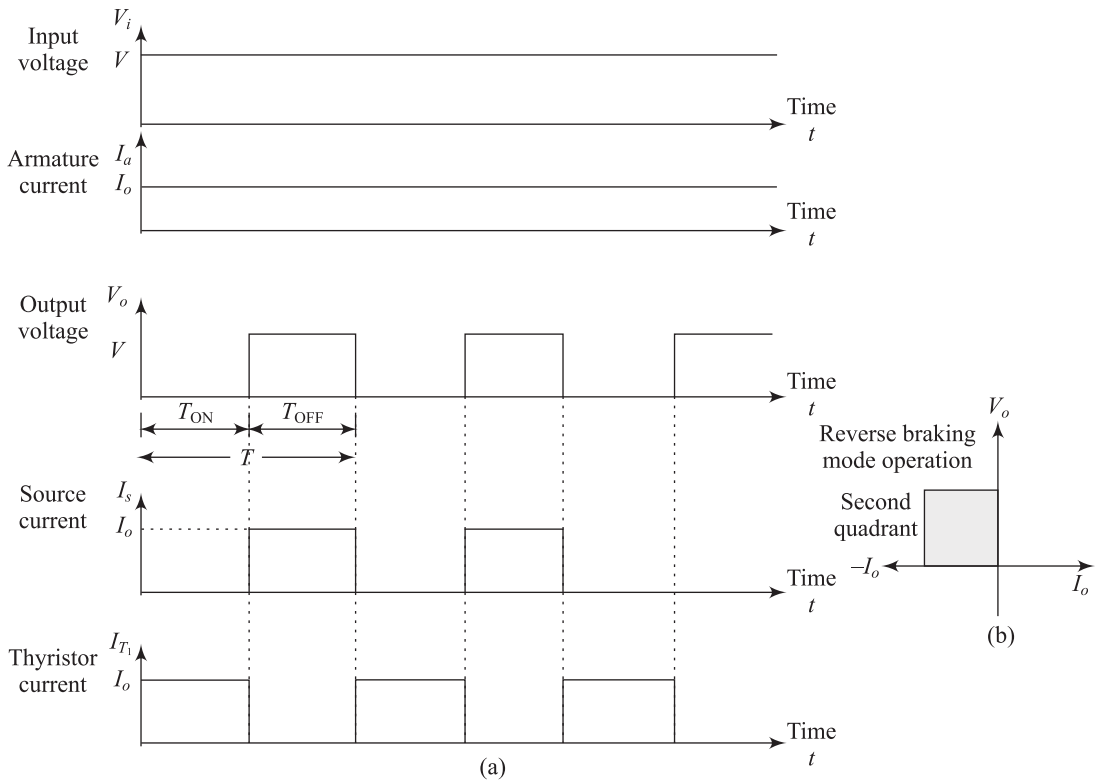 Input
voltage
V_i
V
Time
t
Armature
current
I_a
I_o
Time
t
Output
voltage
V_o
V
Time
t
T_ON
T_OFF
T
Source
current
I_s
I_o
Time
t
Thyristor
current
I_T1
I_o
Time
t
(a)
V_o
Reverse braking
mode operation
Second
quadrant
–I_o
I_o
(b)